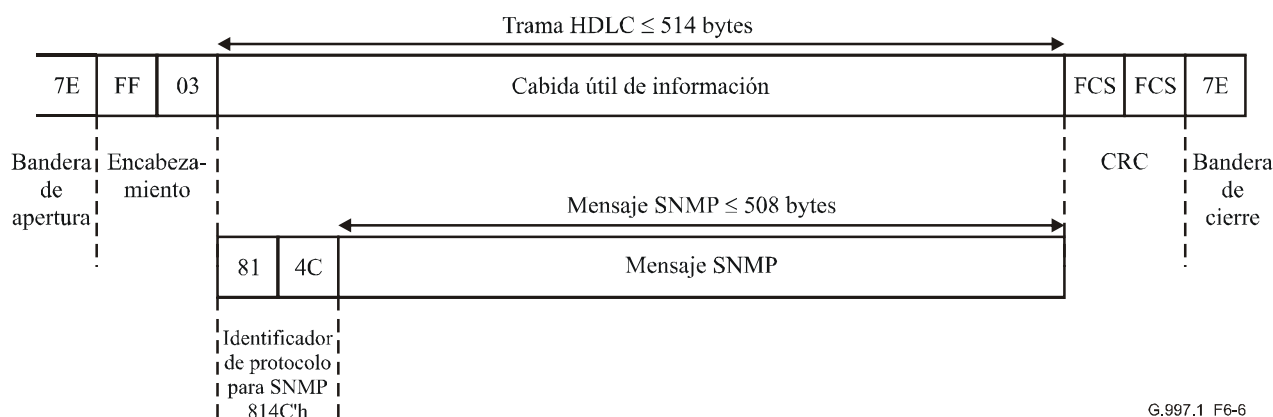 Trama HDLC ≤ 514 bytes
7E FF 03 Cabida útil de información FCS FCS 7E
Bandera
de
apertura
Encabeza-
miento
CRC
Bandera
de
cierre
Mensaje SNMP ≤ 508 bytes
81 4C Mensaje SNMP
Identificador
de protocolo
para SNMP
814C'h
G.997.1_F6-6